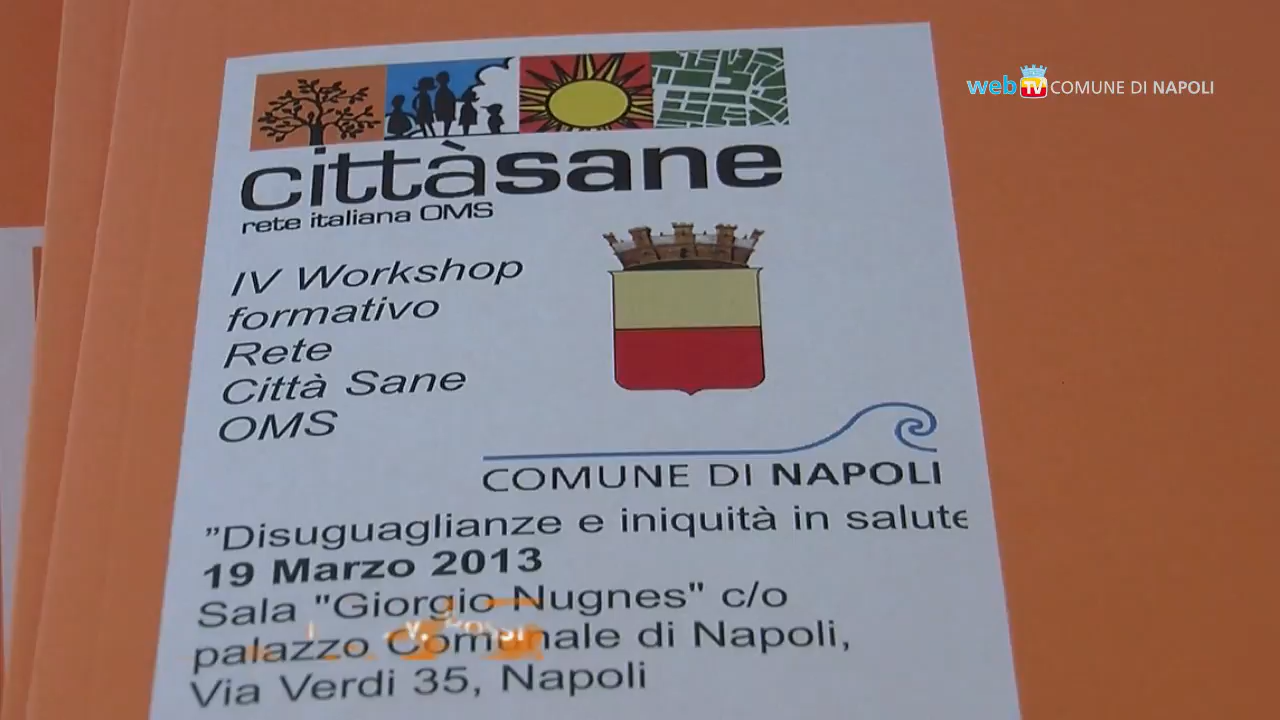 web TV COMUNE DI NAPOLI
cittàsane
rete italiana OMS
IV Workshop
formativo
Rete
Città Sane
OMS
COMUNE DI NAPOLI
"Disuguaglianze e iniquità in salute
19 Marzo 2013
Sala "Giorgio Nugnes" c/o
palazzo Comunale di Napoli,
Via Verdi 35, Napoli